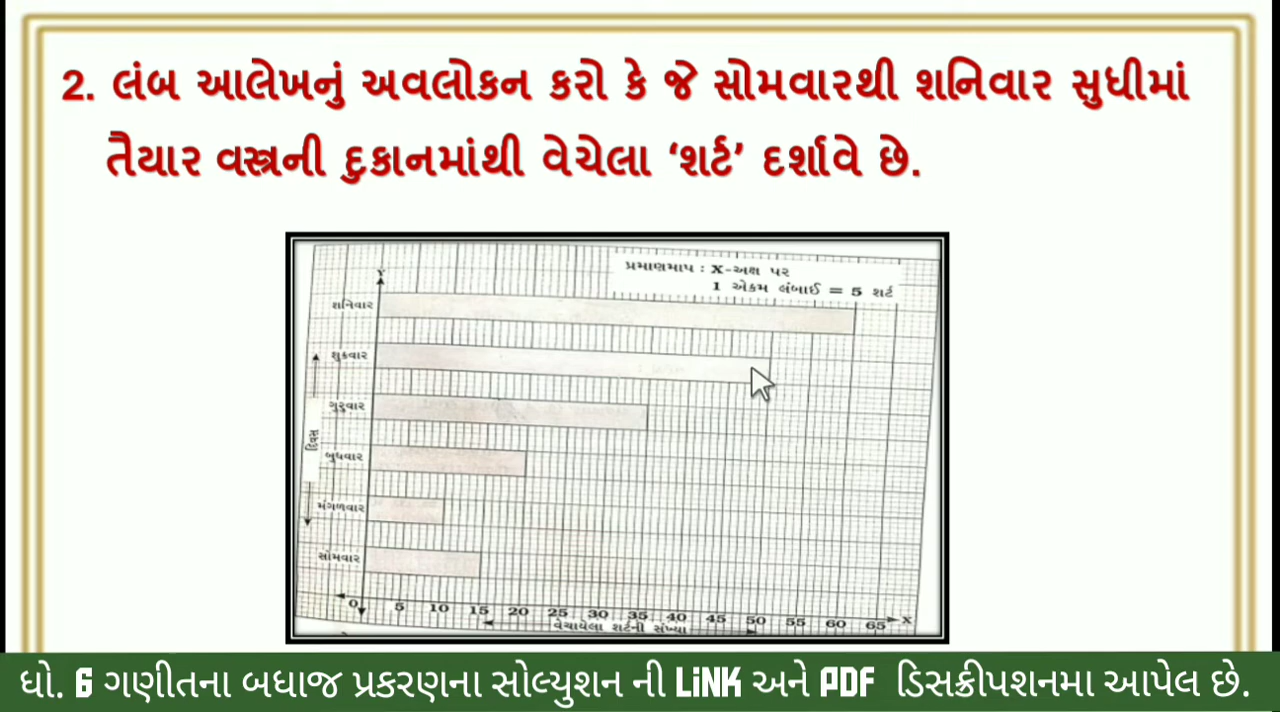 2. લંબ આલેખનું અવલોકન કરો કે જે સોમવારથી શનિવાર સુધીમાં
તૈયાર વસ્ત્રની દુકાનમાંથી વેચેલા ‘શર્ટ’ દર્શાવે છે.
પ્રમાણમાપ : X-અક્ષ પર
1 એકમ લંબાઈ = 5 શર્ટ
Y
શનિવાર
શુક્રવાર
ગુરુવાર
દિવસ
બુધવાર
મંગળવાર
સોમવાર
0 5 10 15 20 25 30 35 40 45 50 55 60 65 X
વેચાયેલા શર્ટની સંખ્યા
ધો. 6 ગણીતના બધાજ પ્રકરણના સોલ્યુશન ની LiNK અને PDF ડિસક્રીપશનમા આપેલ છે.